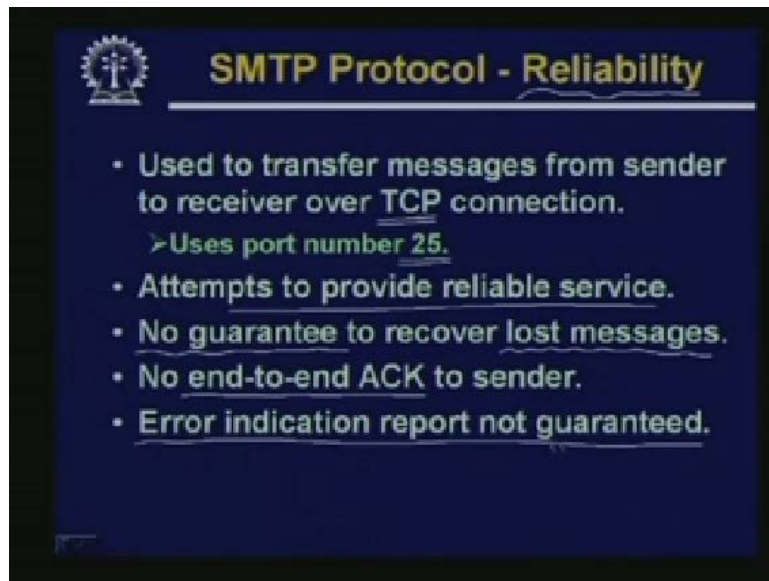 SMTP Protocol - Reliability
• Used to transfer messages from sender
to receiver over TCP connection.
➢Uses port number 25.
• Attempts to provide reliable service.
• No guarantee to recover lost messages.
• No end-to-end ACK to sender.
• Error indication report not guaranteed.